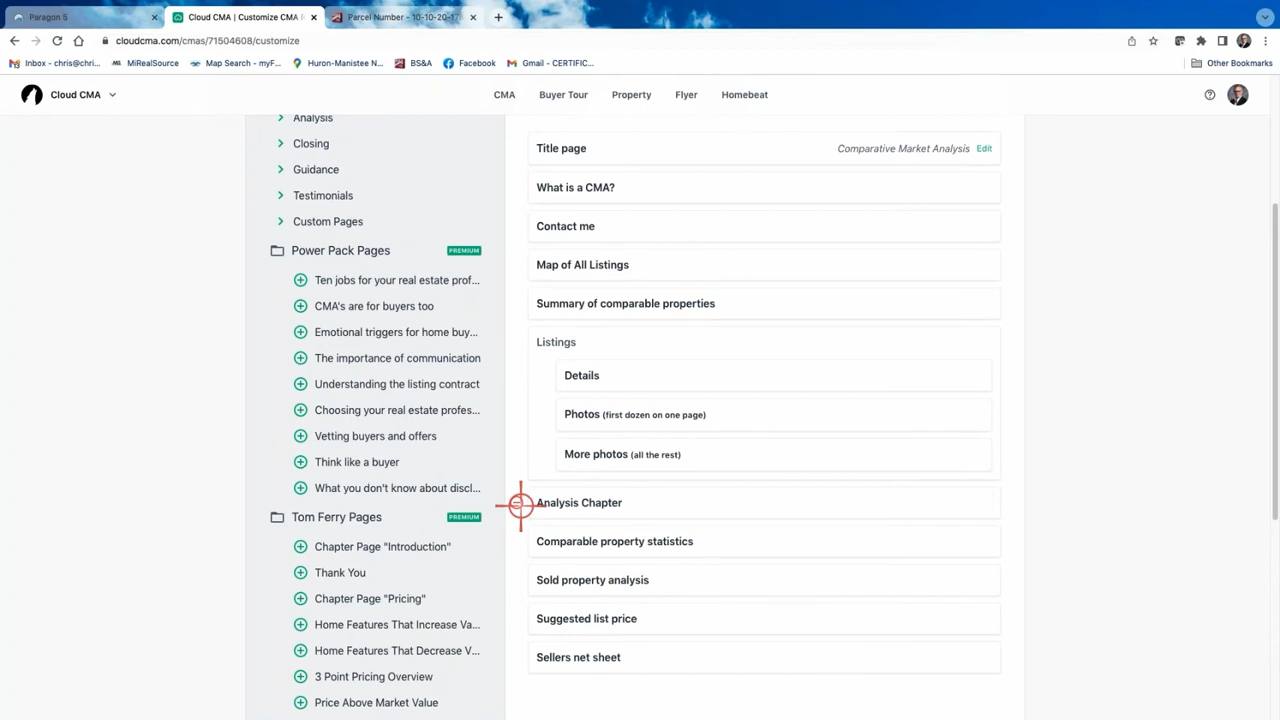 Paragon 5
Cloud CMA | Customize CMA R
Parcel Number - 10-10-20-17
cloudcma.com/cmas/71504608/customize
Inbox - chris@chri...
MiRealSource
Map Search - myF...
Huron-Manistee N...
BS&A
Facebook
Gmail - CERTIFIC...
Other Bookmarks
Cloud CMA
CMA
Buyer Tour
Property
Flyer
Homebeat
Analysis
Closing
Guidance
Testimonials
Custom Pages
Power Pack Pages
PREMIUM
Ten jobs for your real estate prof...
CMA's are for buyers too
Emotional triggers for home buy...
The importance of communication
Understanding the listing contract
Choosing your real estate profes...
Vetting buyers and offers
Think like a buyer
What you don't know about discl...
Tom Ferry Pages
PREMIUM
Chapter Page "Introduction"
Thank You
Chapter Page "Pricing"
Home Features That Increase Va...
Home Features That Decrease V...
3 Point Pricing Overview
Price Above Market Value
Title page
Comparative Market Analysis Edit
What is a CMA?
Contact me
Map of All Listings
Summary of comparable properties
Listings
Details
Photos (first dozen on one page)
More photos (all the rest)
Analysis Chapter
Comparable property statistics
Sold property analysis
Suggested list price
Sellers net sheet